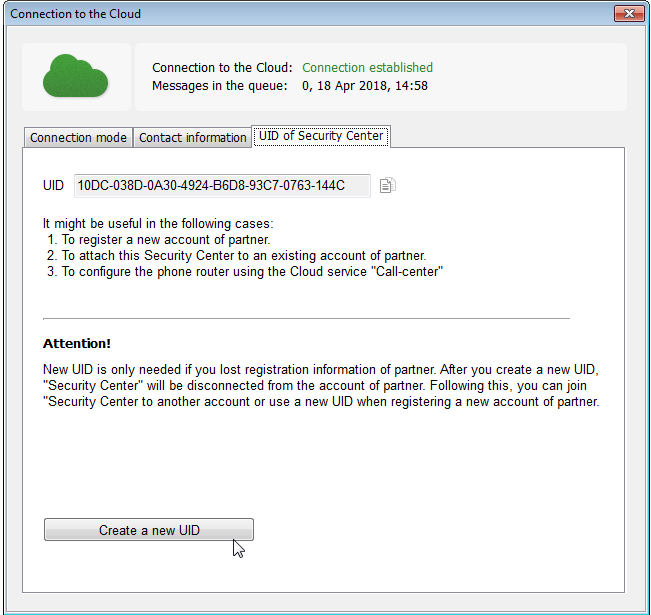 Connection to the Cloud
Connection to the Cloud: Connection established
Messages in the queue: 0, 18 Apr 2018, 14:58
Connection mode Contact information UID of Security Center
UID 10DC-038D-0A30-4924-B6D8-93C7-0763-144C
It might be useful in the following cases:
1. To register a new account of partner.
2. To attach this Security Center to an existing account of partner.
3. To configure the phone router using the Cloud service "Call-center"
Attention!
New UID is only needed if you lost registration information of partner. After you create a new UID,
"Security Center" will be disconnected from the account of partner. Following this, you can join
"Security Center to another account or use a new UID when registering a new account of partner.
Create a new UID